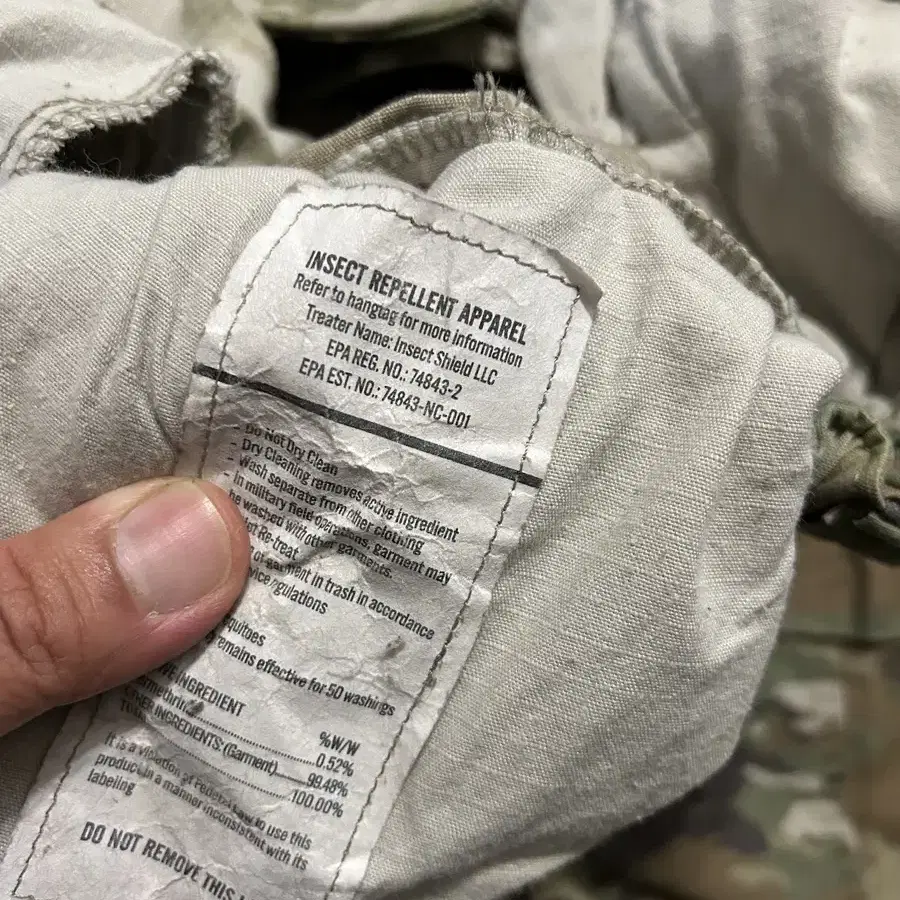 INSECT REPELLENT APPAREL
Refer to hangtag for more information
Treater Name: Insect Shield LLC
EPA REG. NO.: 74843-2
EPA EST. NO.: 74843-NC-001
- Do Not Dry Clean
- Dry Cleaning removes active ingredient
- Wash separate from other clothing
- In military field operations, garment may
be washed with other garments.
Re-treat
garment in trash in accordance
regulations
remains effective for 50 washings
INGREDIENT
%W/W
0.52%
INGREDIENTS: (Garment) 99.48%
100.00%
It is a violation of Federal Law to use this
product in a manner inconsistent with its
labeling
DO NOT REMOVE THIS